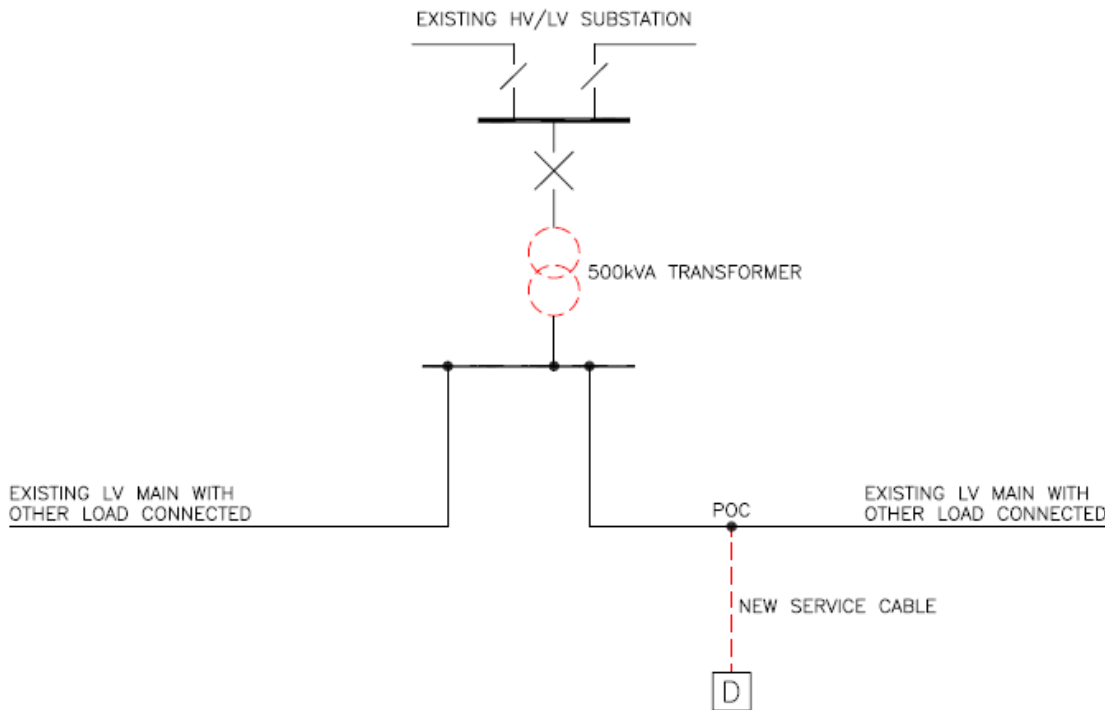 EXISTING HV/LV SUBSTATION
500kVA TRANSFORMER
EXISTING LV MAIN WITH
OTHER LOAD CONNECTED
POC
EXISTING LV MAIN WITH
OTHER LOAD CONNECTED
NEW SERVICE CABLE
D